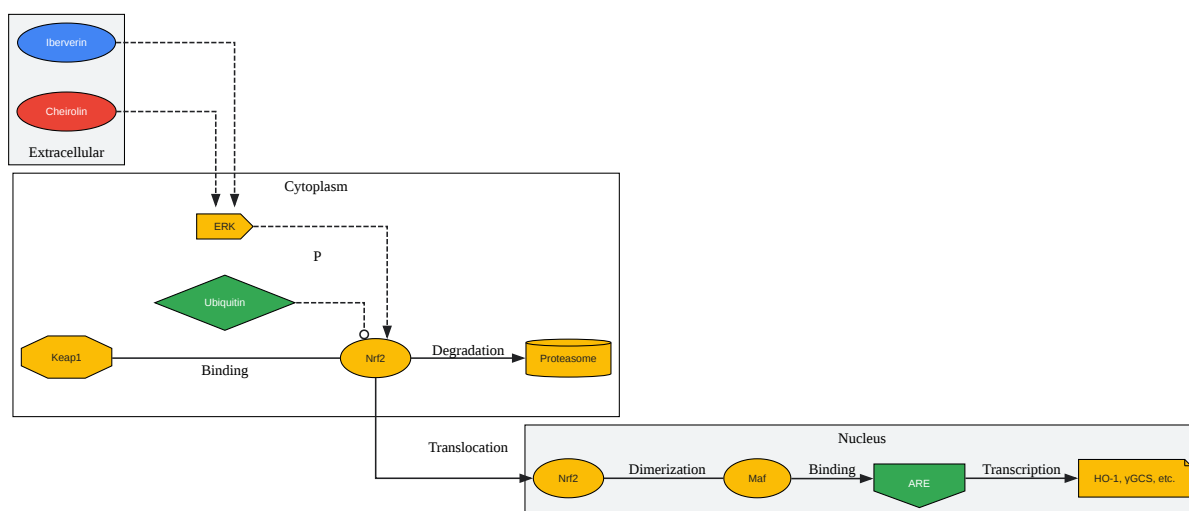 Iberverin
Cheirolin
Extracellular
Cytoplasm
ERK
P
Ubiquitin
Keap1
Binding
Nrf2
Degradation
Proteasome
Translocation
Nucleus
Nrf2
Dimerization
Maf
Binding
ARE
Transcription
HO-1, γGCS, etc.